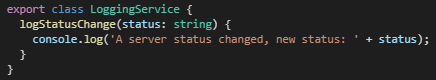 export class LoggingService {
  logStatusChange(status: string) {
    console.log('A server status changed, new status: ' + status);
  }
}